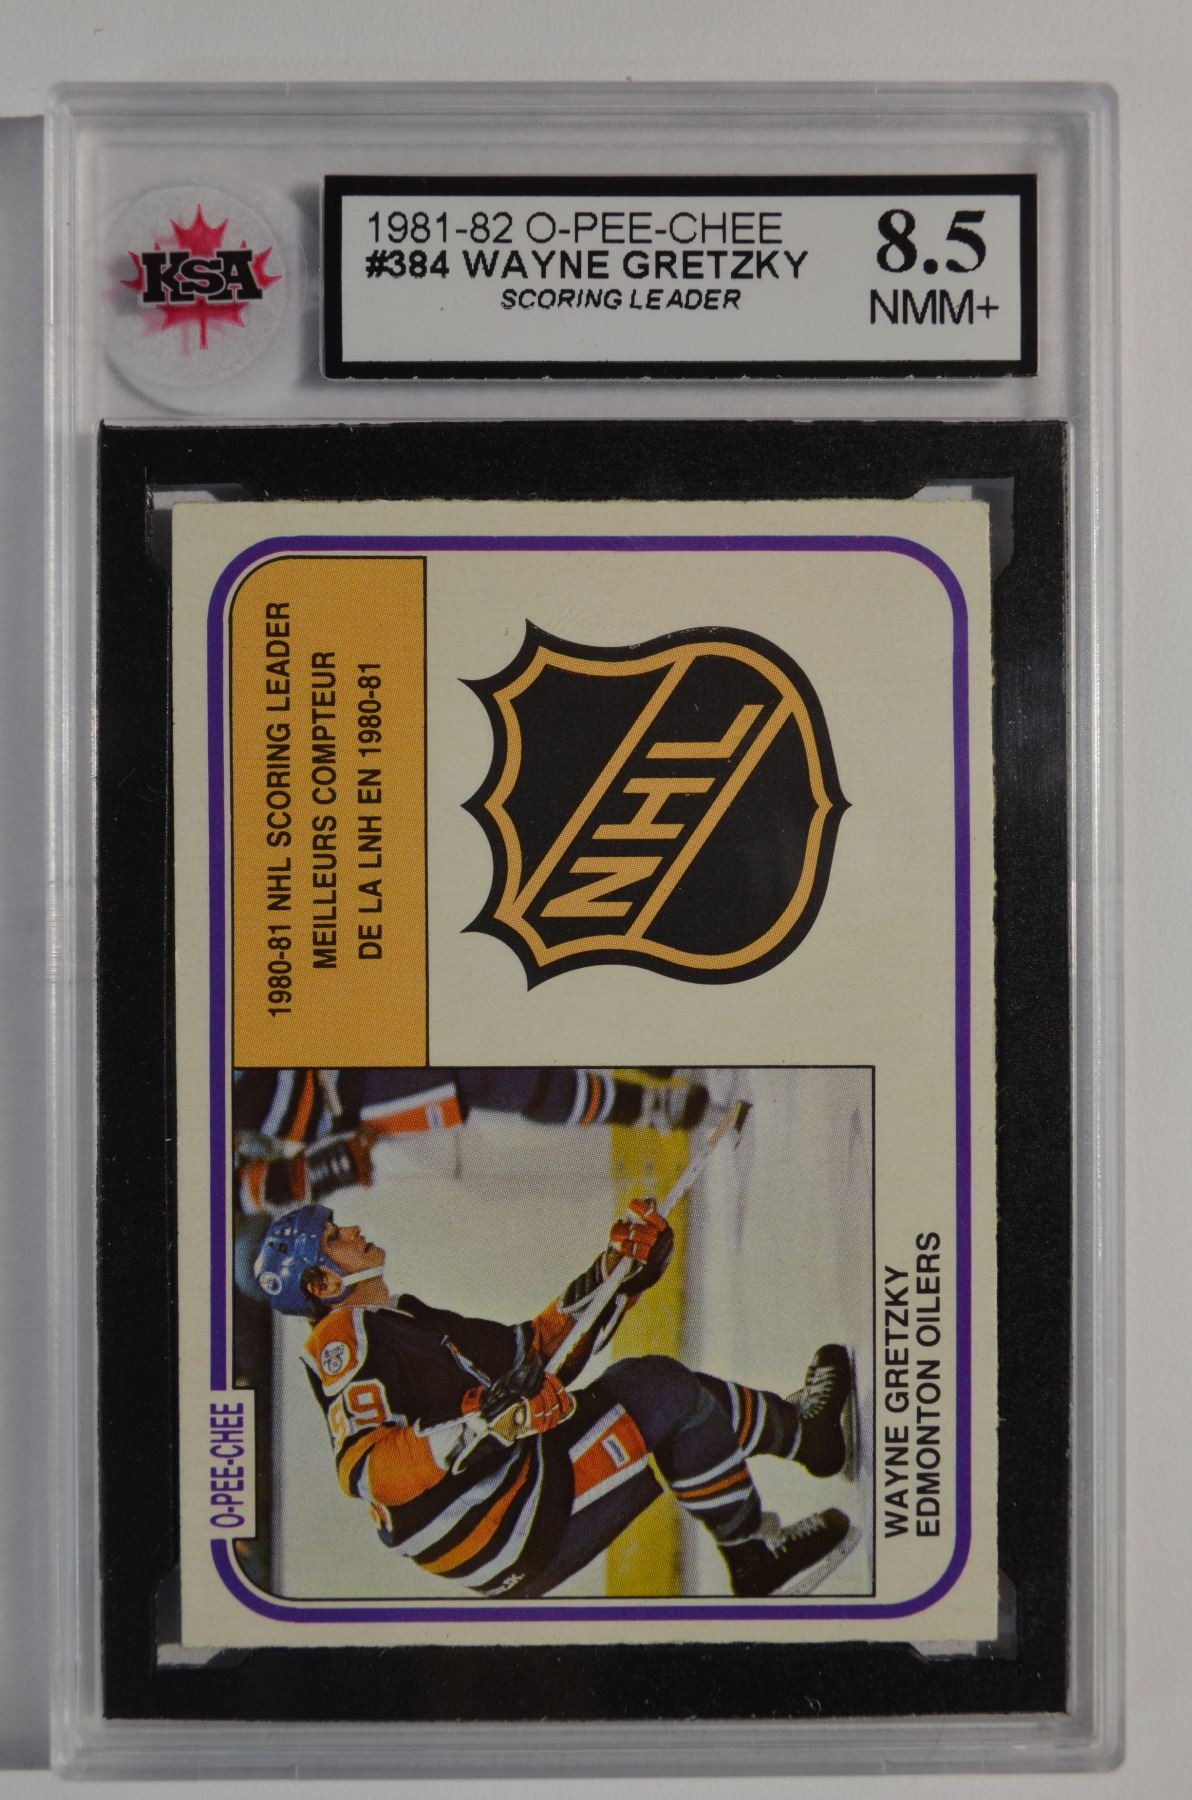 KSA
1981-82 O-PEE-CHEE
#384 WAYNE GRETZKY
SCORING LEADER
8.5
NMM+
1980-81 NHL SCORING LEADER
MEILLEURS COMPTEUR
DE LA LNH EN 1980-81
NHL
O-PEE-CHEE
99
WAYNE GRETZKY
EDMONTON OILERS